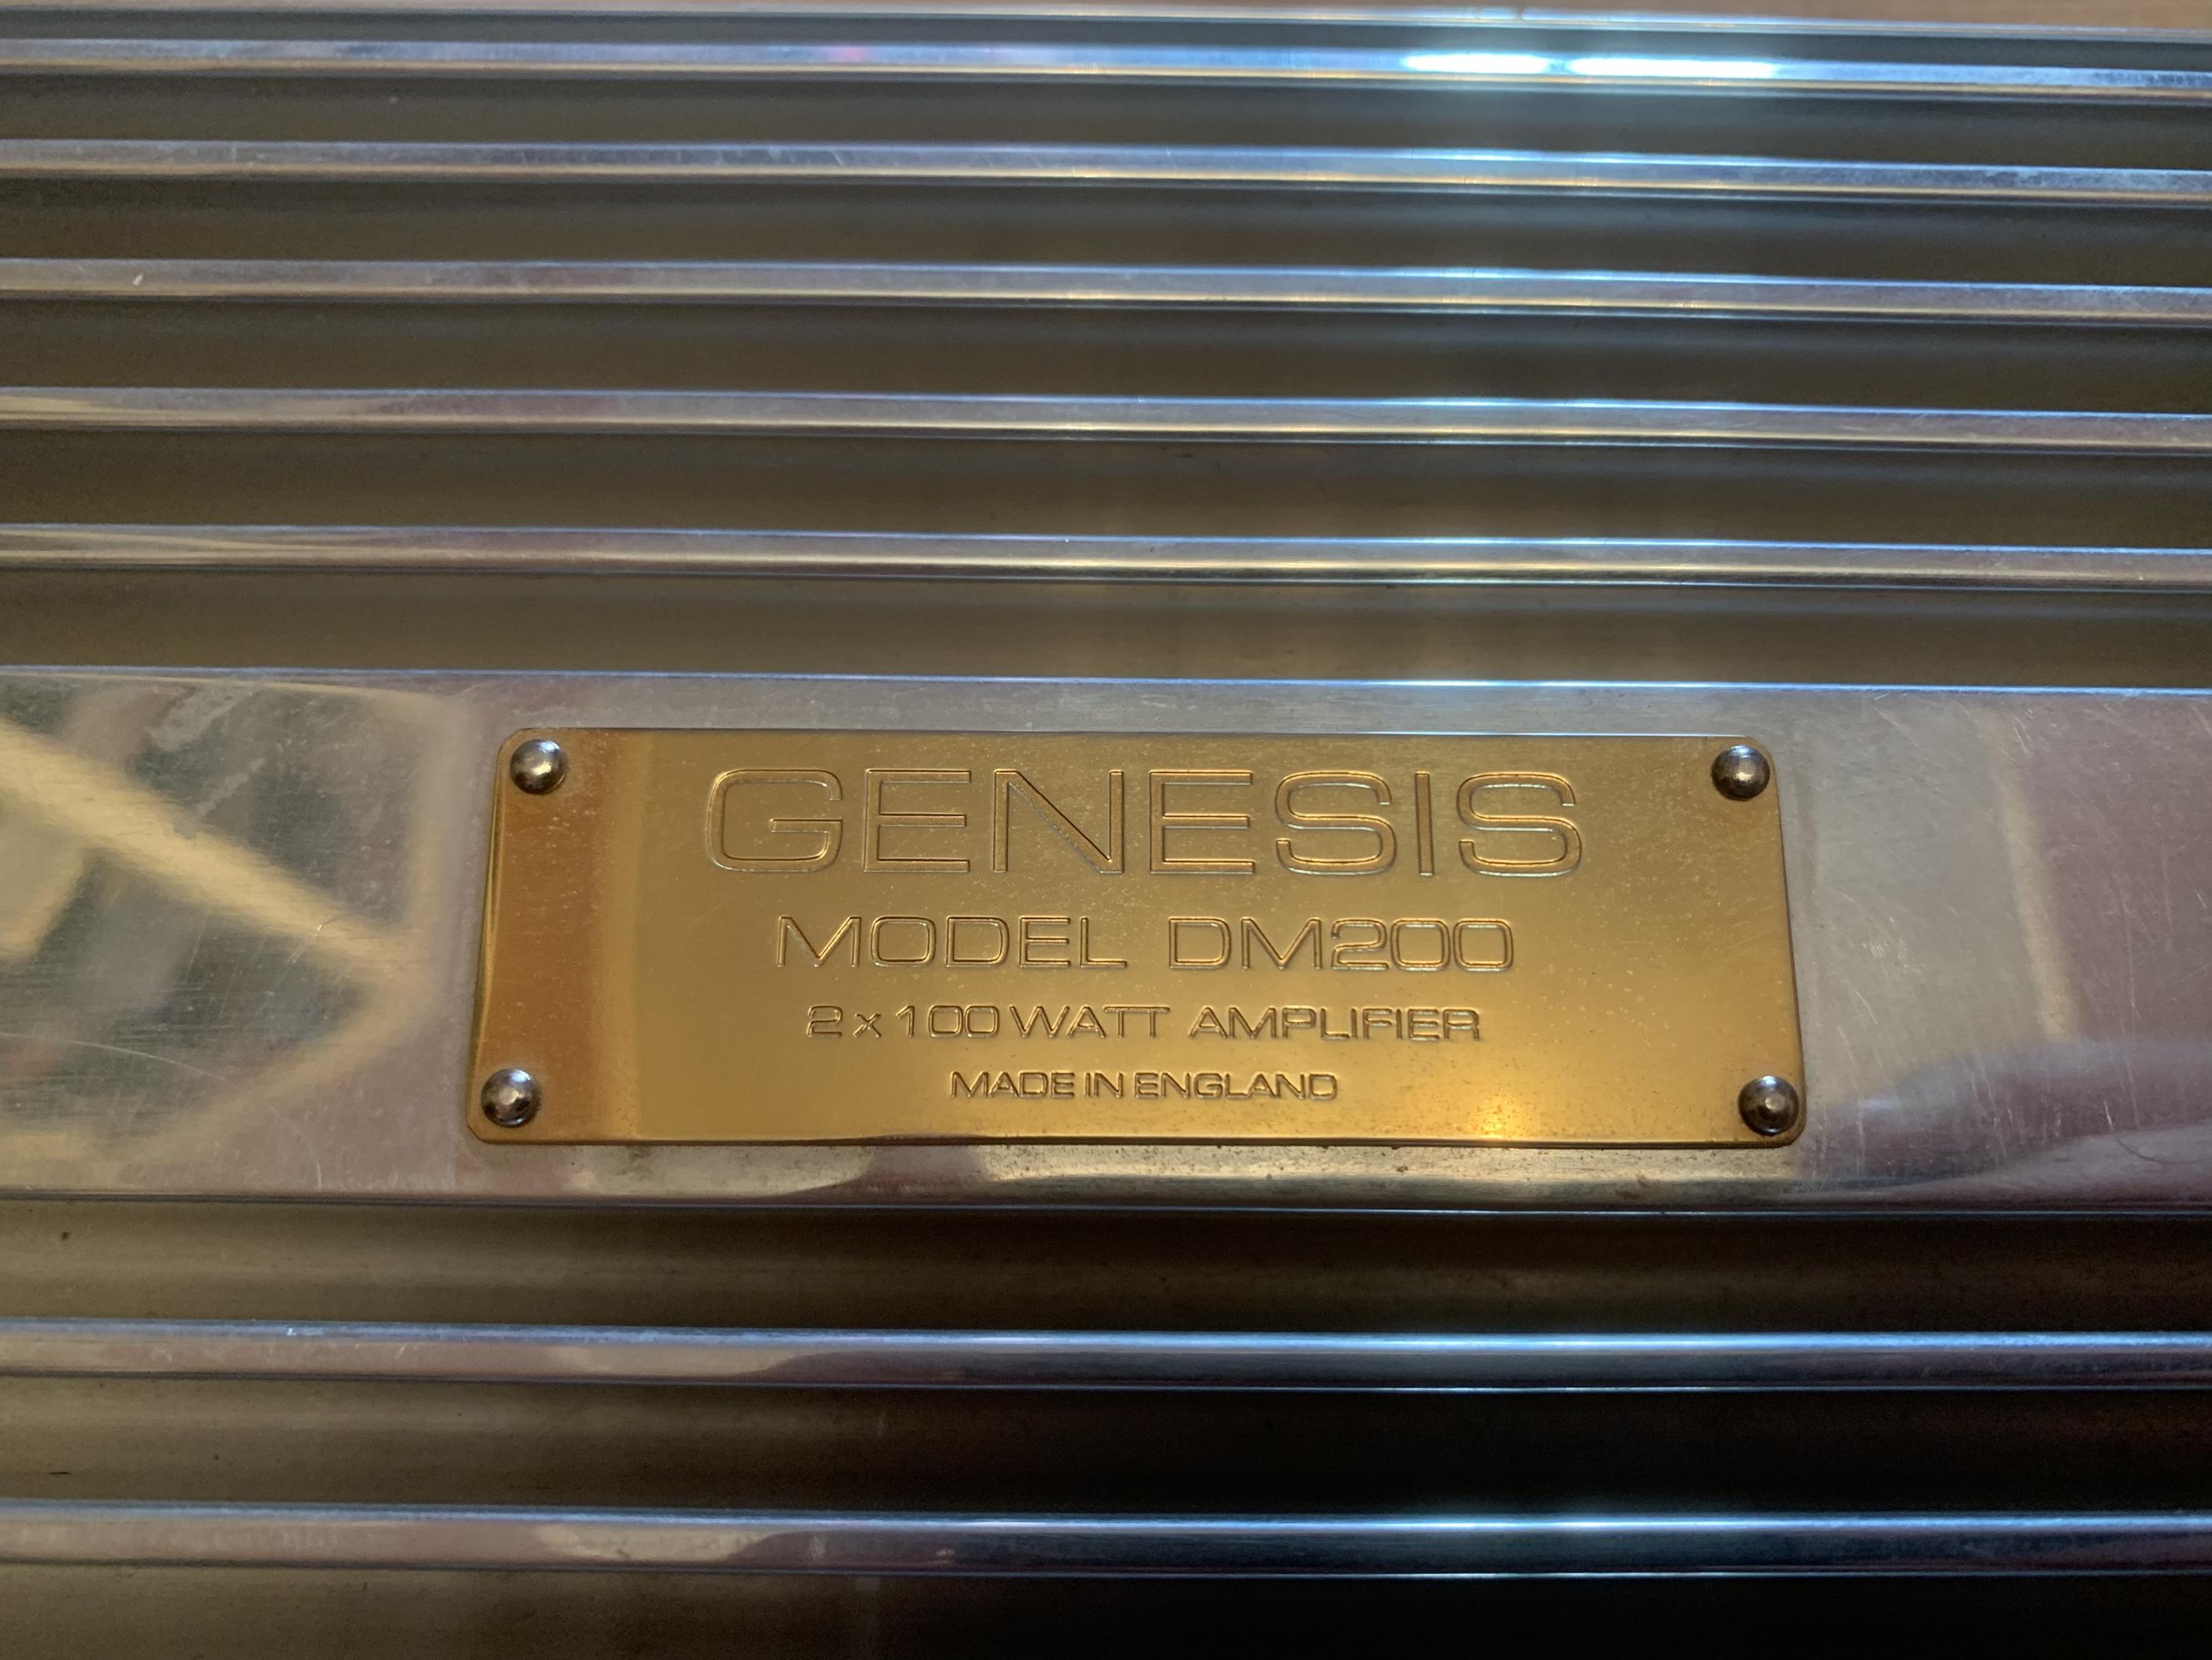 GENESIS
MODEL DM200
2 x 100 WATT AMPLIFIER
MADE IN ENGLAND